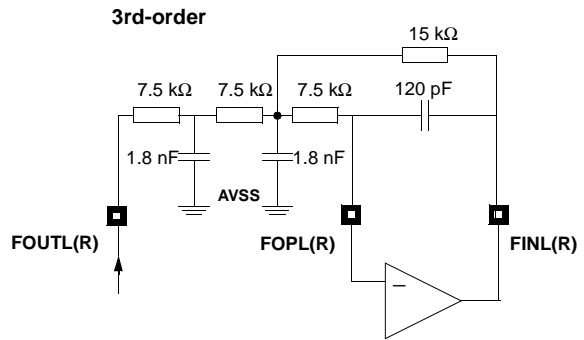 3rd-order
15 kΩ
7.5 kΩ 7.5 kΩ 7.5 kΩ 120 pF
1.8 nF 1.8 nF
AVSS
FOUTL(R) FOPL(R) FINL(R)